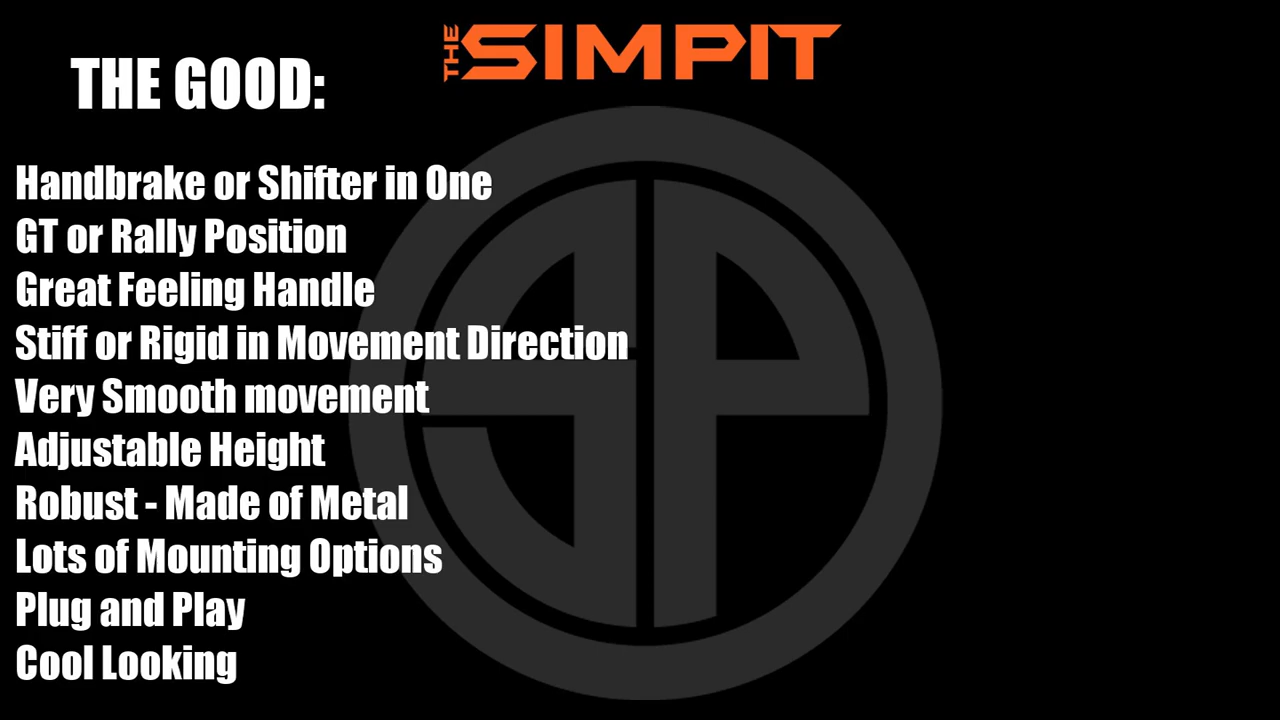 THE SIMPIT
THE GOOD:
Handbrake or Shifter in One
GT or Rally Position
Great Feeling Handle
Stiff or Rigid in Movement Direction
Very Smooth movement
Adjustable Height
Robust - Made of Metal
Lots of Mounting Options
Plug and Play
Cool Looking
SP